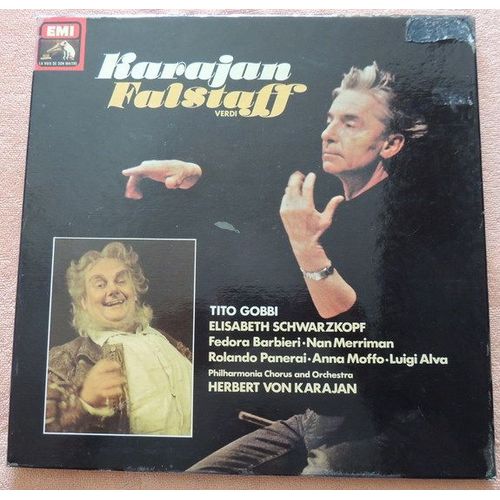 EMI
LA VOIX DE SON MAITRE
Karajan
Falstaff
VERDI
TITO GOBBI
ELISABETH SCHWARZKOPF
Fedora Barbieri · Nan Merriman
Rolando Panerai · Anna Moffo · Luigi Alva
Philharmonia Chorus and Orchestra
HERBERT VON KARAJAN